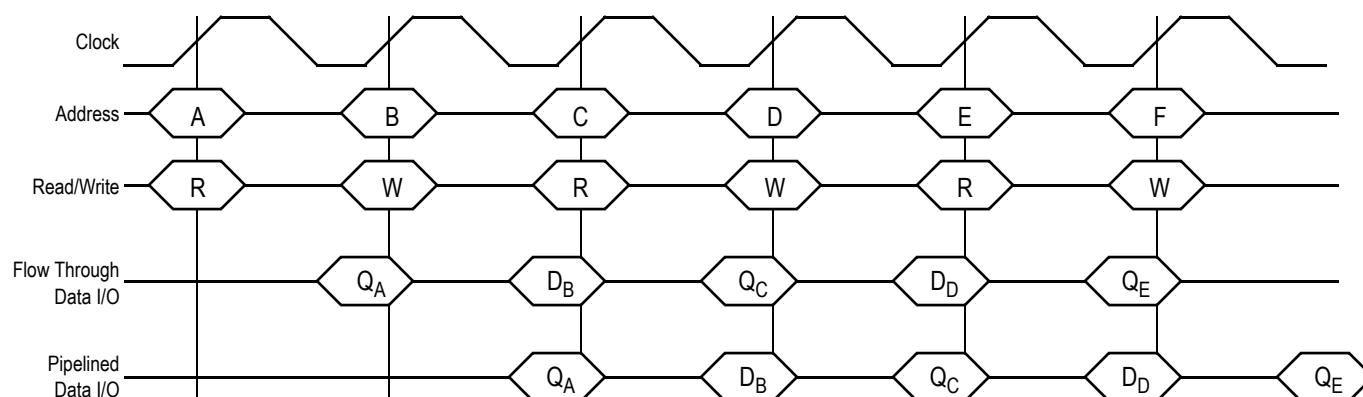 Clock
Address A B C D E F
Read/Write R W R W R W
Flow Through
Data I/O QA DB QC DD QE
Pipelined
Data I/O QA DB QC DD QE